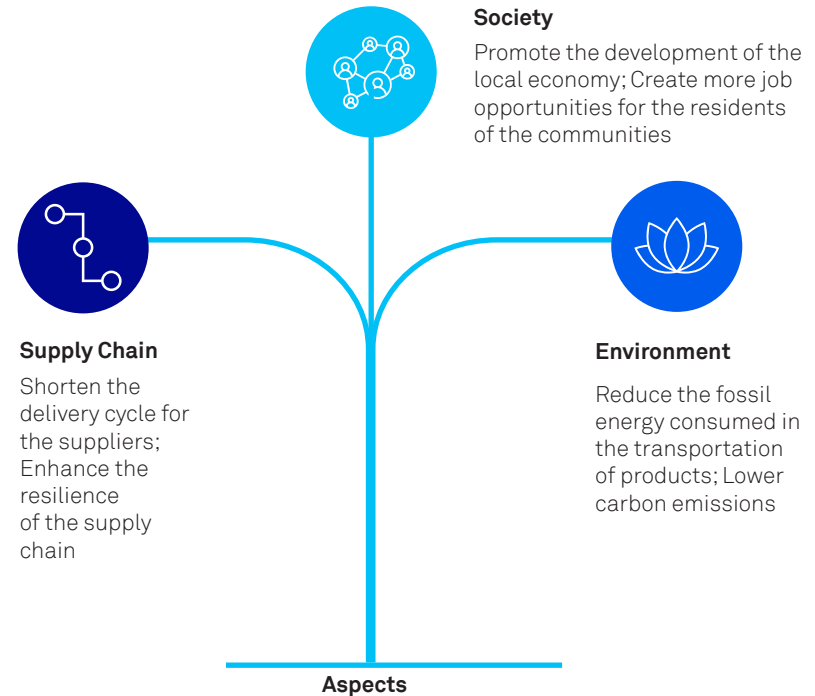 Society
Promote the development of the
local economy; Create more job
opportunities for the residents
of the communities
Supply Chain
Shorten the
delivery cycle for
the suppliers;
Enhance the
resilience
of the supply
chain
Environment
Reduce the fossil
energy consumed in
the transportation
of products; Lower
carbon emissions
Aspects